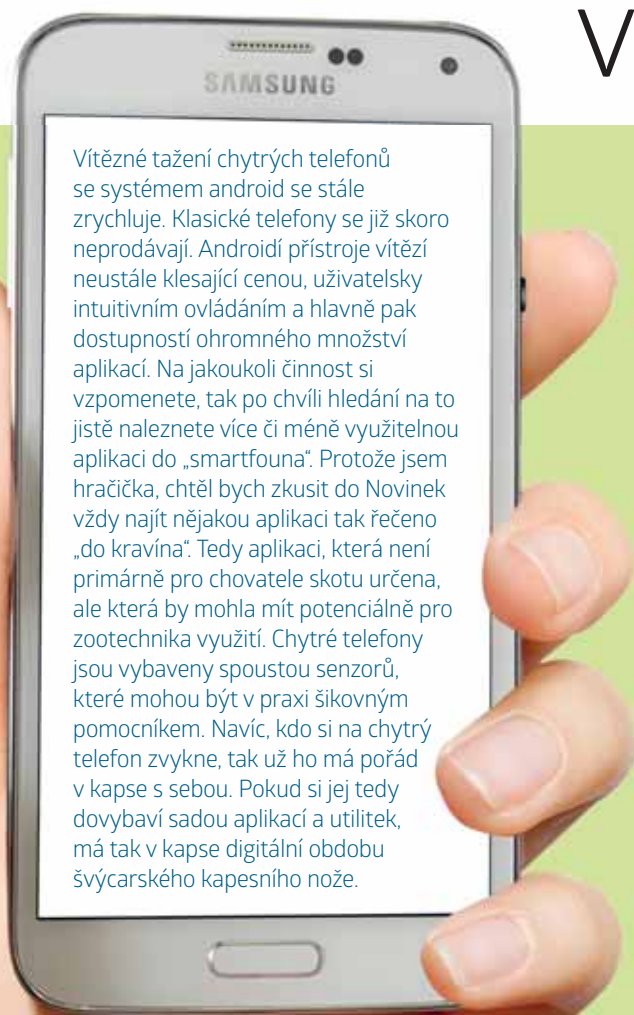 V
SAMSUNG
Vítězné tažení chytrých telefonů
se systémem android se stále
zrychluje. Klasické telefony se již skoro
neprodávají. Androidí přístroje vítězí
neustále klesající cenou, uživatelsky
intuitivním ovládáním a hlavně pak
dostupností ohromného množství
aplikací. Na jakoukoli činnost si
vzpomenete, tak po chvíli hledání na to
jistě naleznete více či méně využitelnou
aplikaci do „smartfouna“. Protože jsem
hračička, chtěl bych zkusit do Novinek
vždy najít nějakou aplikaci tak řečeno
„do kravína“. Tedy aplikaci, která není
primárně pro chovatele skotu určena,
ale která by mohla mít potenciálně pro
zootechnika využití. Chytré telefony
jsou vybaveny spoustou senzorů,
které mohou být v praxi šikovným
pomocníkem. Navíc, kdo si na chytrý
telefon zvykne, tak už ho má pořád
v kapse s sebou. Pokud si jej tedy
dovybaví sadou aplikací a utilitek,
má tak v kapse digitální obdobu
švýcarského kapesního nože.